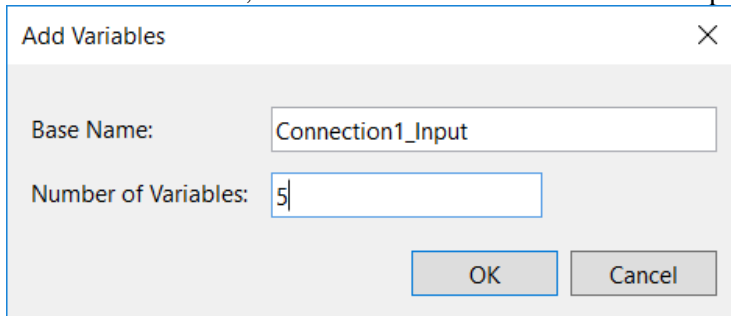 Add Variables
Base Name: Connection1_Input
Number of Variables: 5
OK Cancel